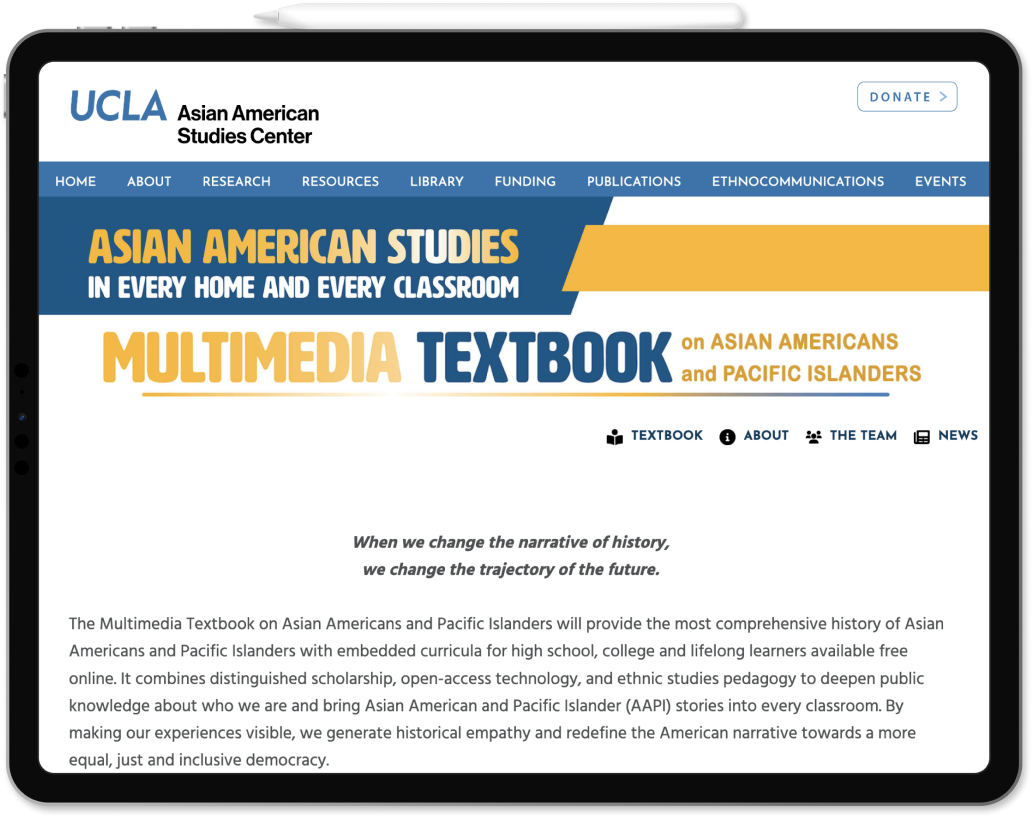 UCLA Asian American
Studies Center
DONATE >
HOME ABOUT RESEARCH RESOURCES LIBRARY FUNDING PUBLICATIONS ETHNOCOMMUNICATIONS EVENTS
ASIAN AMERICAN STUDIES
IN EVERY HOME AND EVERY CLASSROOM
MULTIMEDIA TEXTBOOK on ASIAN AMERICANS
and PACIFIC ISLANDERS
TEXTBOOK ABOUT THE TEAM NEWS
When we change the narrative of history,
we change the trajectory of the future.
The Multimedia Textbook on Asian Americans and Pacific Islanders will provide the most comprehensive history of Asian
Americans and Pacific Islanders with embedded curricula for high school, college and lifelong learners available free
online. It combines distinguished scholarship, open-access technology, and ethnic studies pedagogy to deepen public
knowledge about who we are and bring Asian American and Pacific Islander (AAPI) stories into every classroom. By
making our experiences visible, we generate historical empathy and redefine the American narrative towards a more
equal, just and inclusive democracy.